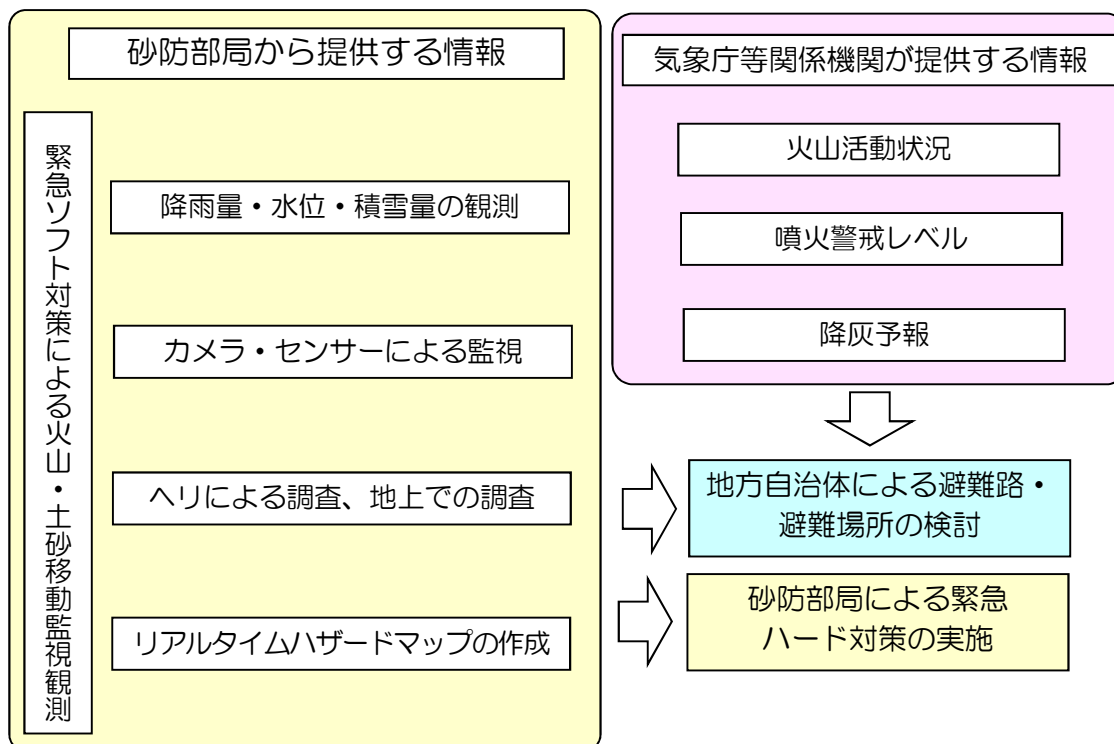 砂防部局から提供する情報
緊急ソフト対策による火山・土砂移動監視観測
降雨量・水位・積雪量の観測
カメラ・センサーによる監視
ヘリによる調査、地上での調査
リアルタイムハザードマップの作成
気象庁等関係機関が提供する情報
火山活動状況
噴火警戒レベル
降灰予報
地方自治体による避難路・
避難場所の検討
砂防部局による緊急
ハード対策の実施